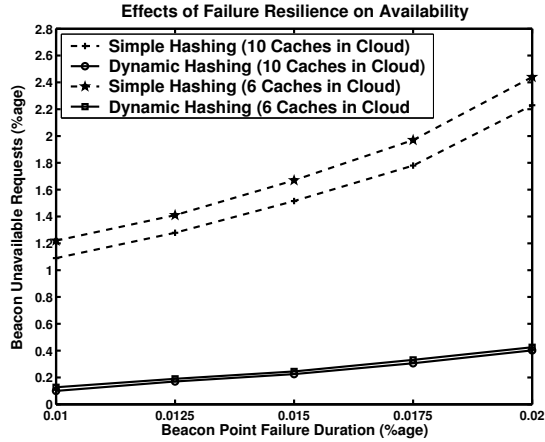 Effects of Failure Resilience on Availability
2.8
2.6
2.4
2.2
2
1.8
1.6
1.4
1.2
1
0.8
0.6
0.4
0.2
0
Beacon Unavailable Requests (%age)
Simple Hashing (10 Caches in Cloud)
Dynamic Hashing (10 Caches in Cloud)
Simple Hashing (6 Caches in Cloud)
Dynamic Hashing (6 Caches in Cloud
0.01 0.0125 0.015 0.0175 0.02
Beacon Point Failure Duration (%age)